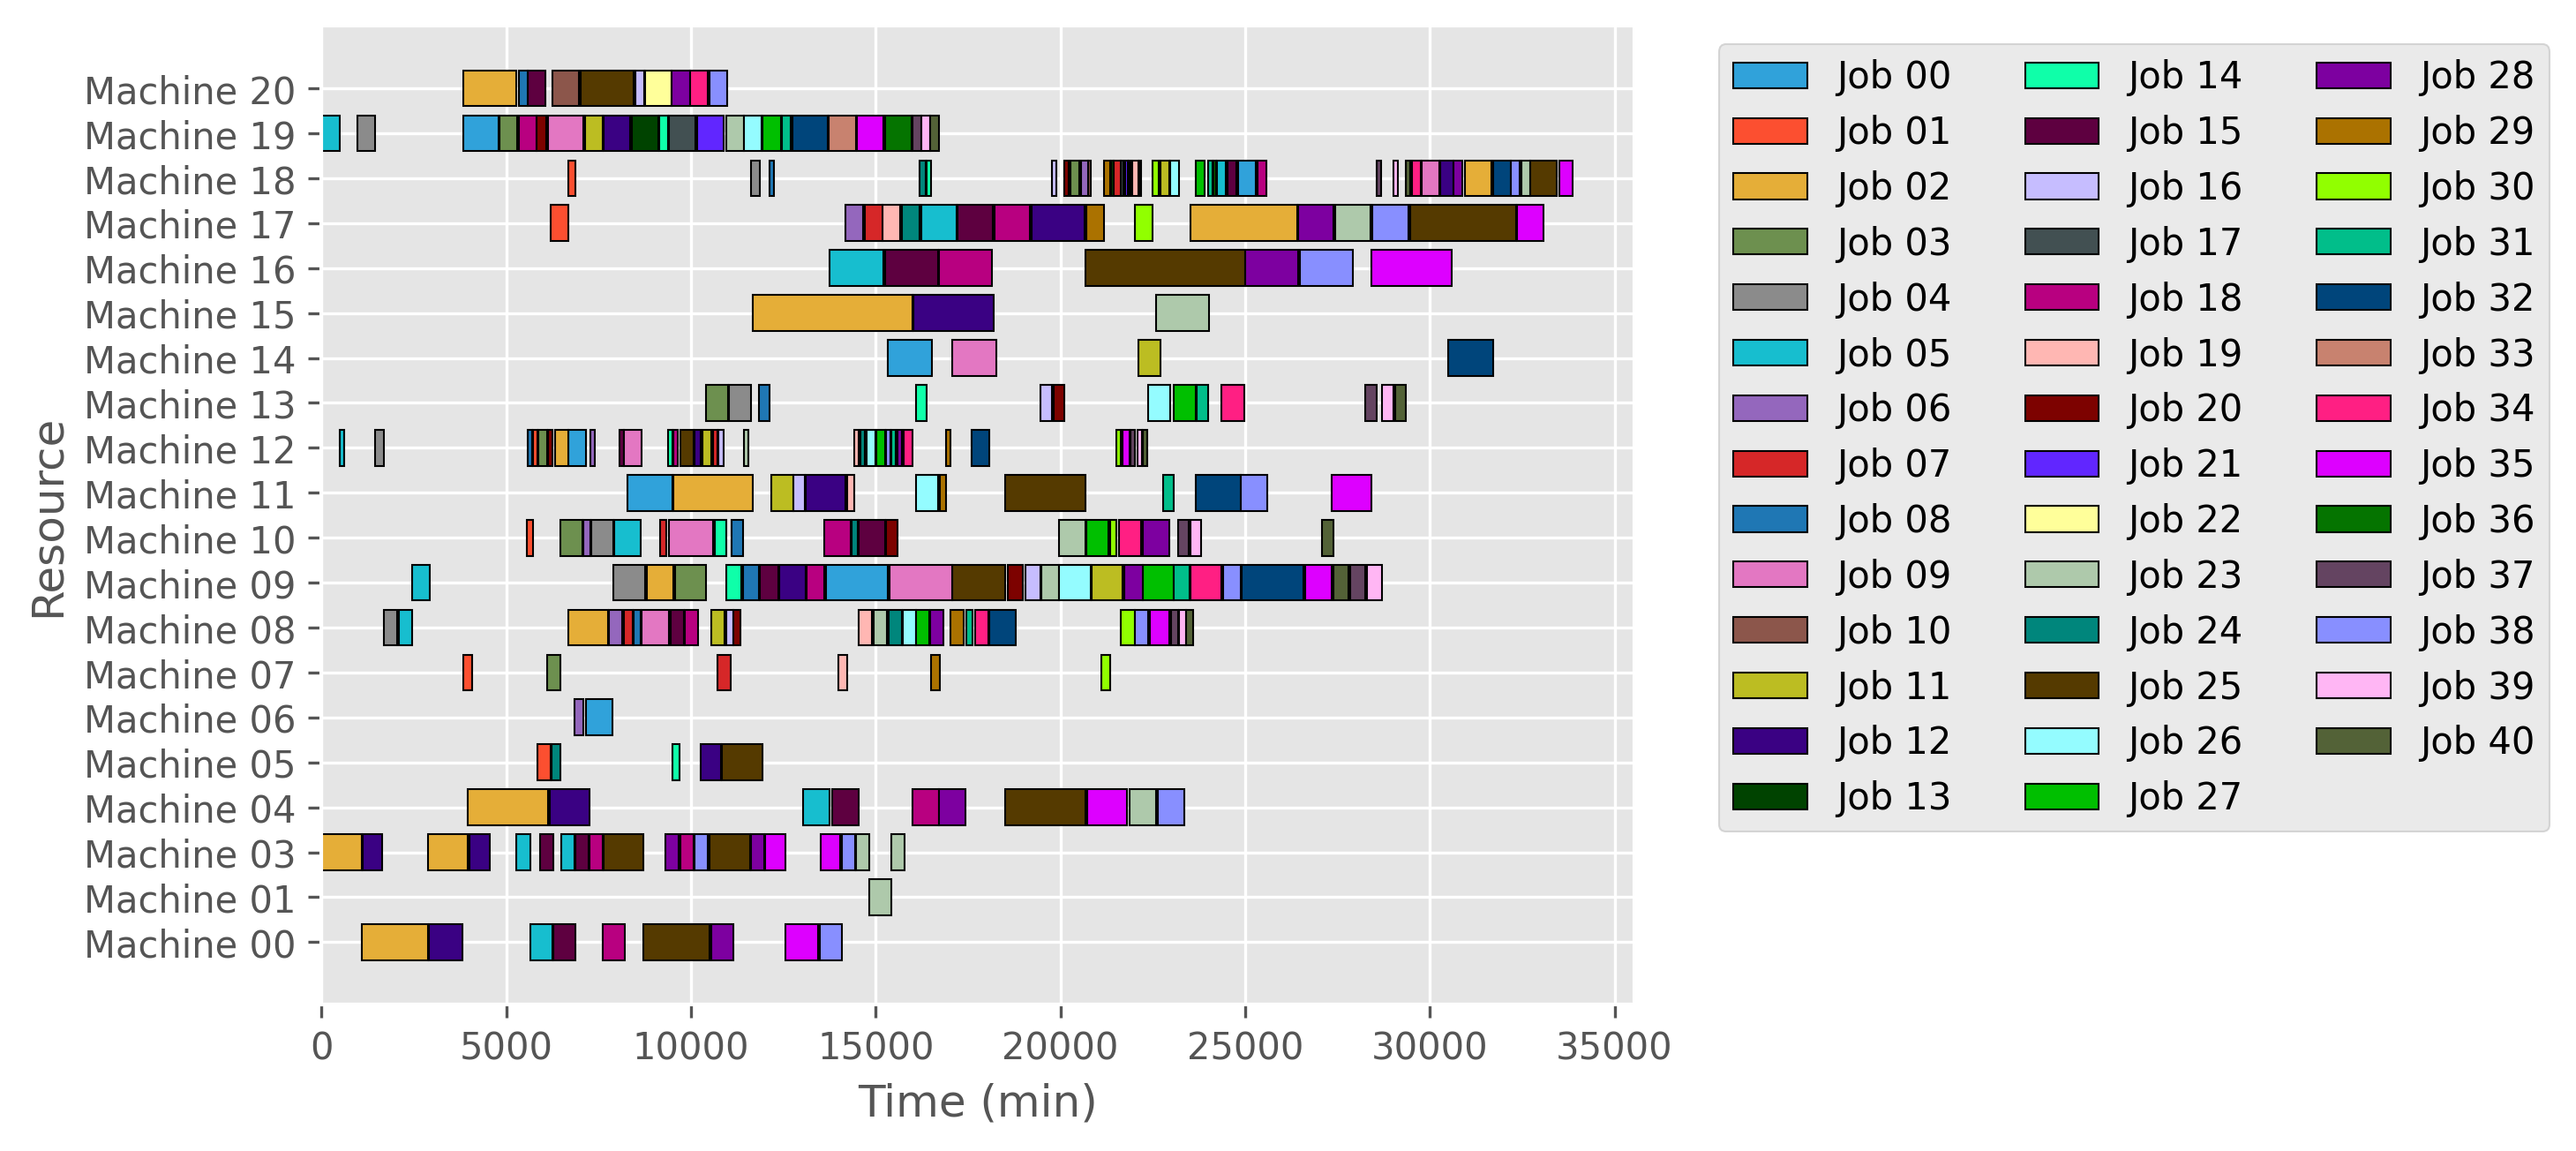 Machine 20
Machine 19
Machine 18
Machine 17
Machine 16
Machine 15
Machine 14
Machine 13
Machine 12
Machine 11
Machine 10
Machine 09
Machine 08
Machine 07
Machine 06
Machine 05
Machine 04
Machine 03
Machine 01
Machine 00
Resource
0 5000 10000 15000 20000 25000 30000 35000
Time (min)
Job 00
Job 01
Job 02
Job 03
Job 04
Job 05
Job 06
Job 07
Job 08
Job 09
Job 10
Job 11
Job 12
Job 13
Job 14
Job 15
Job 16
Job 17
Job 18
Job 19
Job 20
Job 21
Job 22
Job 23
Job 24
Job 25
Job 26
Job 27
Job 28
Job 29
Job 30
Job 31
Job 32
Job 33
Job 34
Job 35
Job 36
Job 37
Job 38
Job 39
Job 40